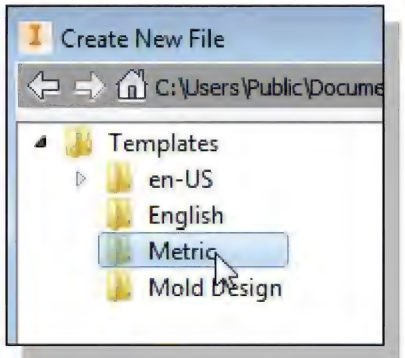 Create New File
C:\Users\Public\Docume
Templates
en-US
English
Metric
Mold Design